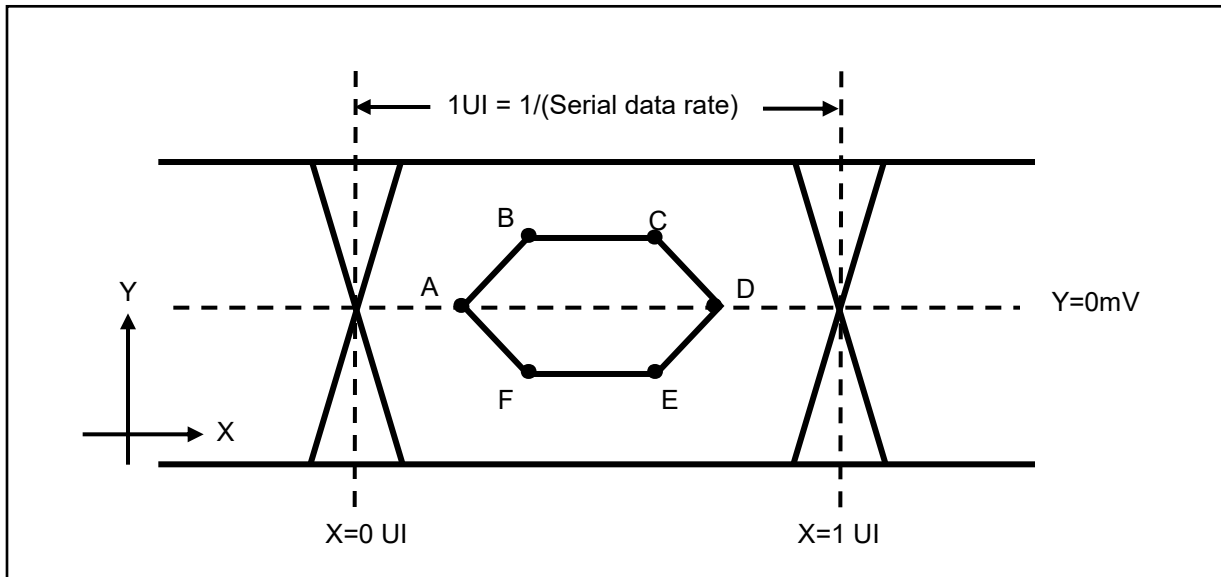 1UI = 1/(Serial data rate)
B
C
A
D
Y
Y=0mV
F
E
X
X=0 UI
X=1 UI